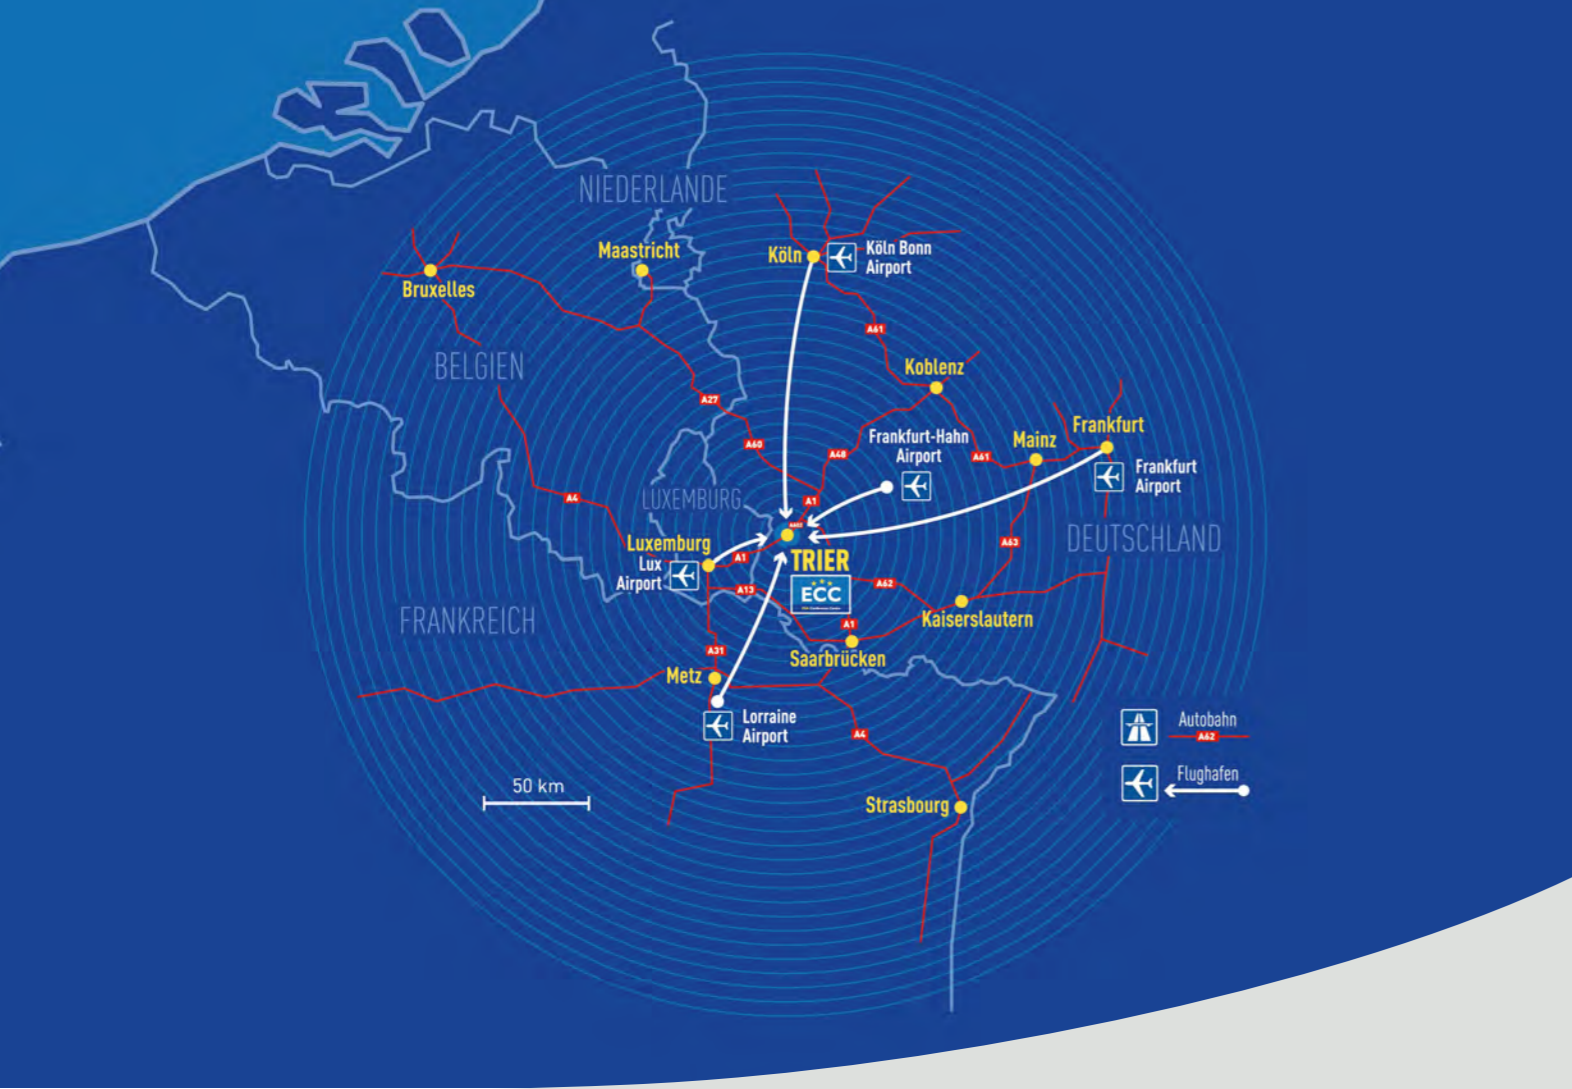 NIEDERLANDE
Maastricht
Köln
Köln Bonn
Airport
Bruxelles
A61
BELGIEN
Koblenz
A27
Frankfurt
Frankfurt-Hahn
Airport
Mainz
A60
A48
A61
Frankfurt
Airport
LUXEMBURG
A4
A1
A602
DEUTSCHLAND
Luxemburg
Lux
Airport
A1
TRIER
A63
ECC
A13
A62
FRANKREICH
A1
Kaiserslautern
A31
Saarbrücken
Metz
Lorraine
Airport
A4
Autobahn
A62
Flughafen
50 km
Strasbourg